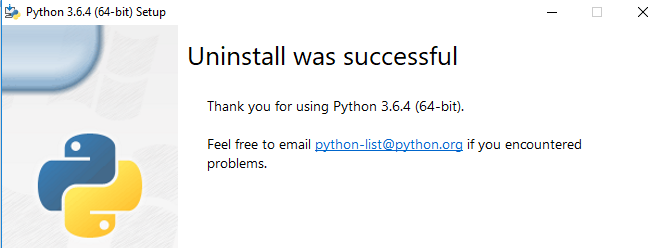 Python 3.6.4 (64-bit) Setup
Uninstall was successful
Thank you for using Python 3.6.4 (64-bit).
Feel free to email python-list@python.org if you encountered
problems.